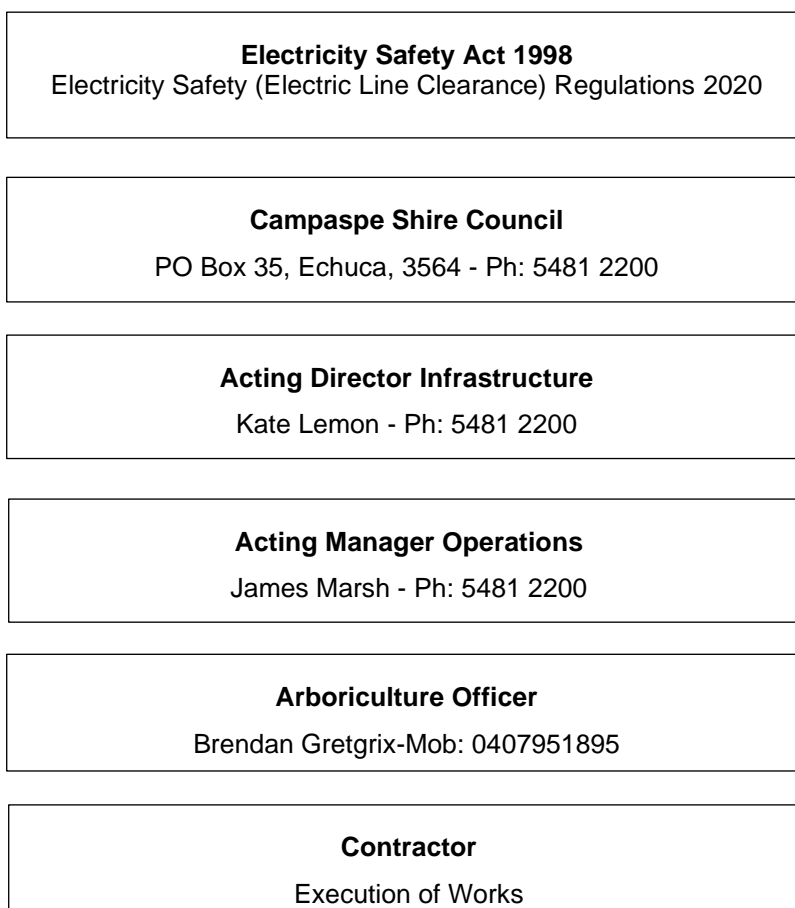 Electricity Safety Act 1998
Electricity Safety (Electric Line Clearance) Regulations 2020
Campaspe Shire Council
PO Box 35, Echuca, 3564 - Ph: 5481 2200
Acting Director Infrastructure
Kate Lemon - Ph: 5481 2200
Acting Manager Operations
James Marsh - Ph: 5481 2200
Arboriculture Officer
Brendan Gretgrix-Mob: 0407951895
Contractor
Execution of Works